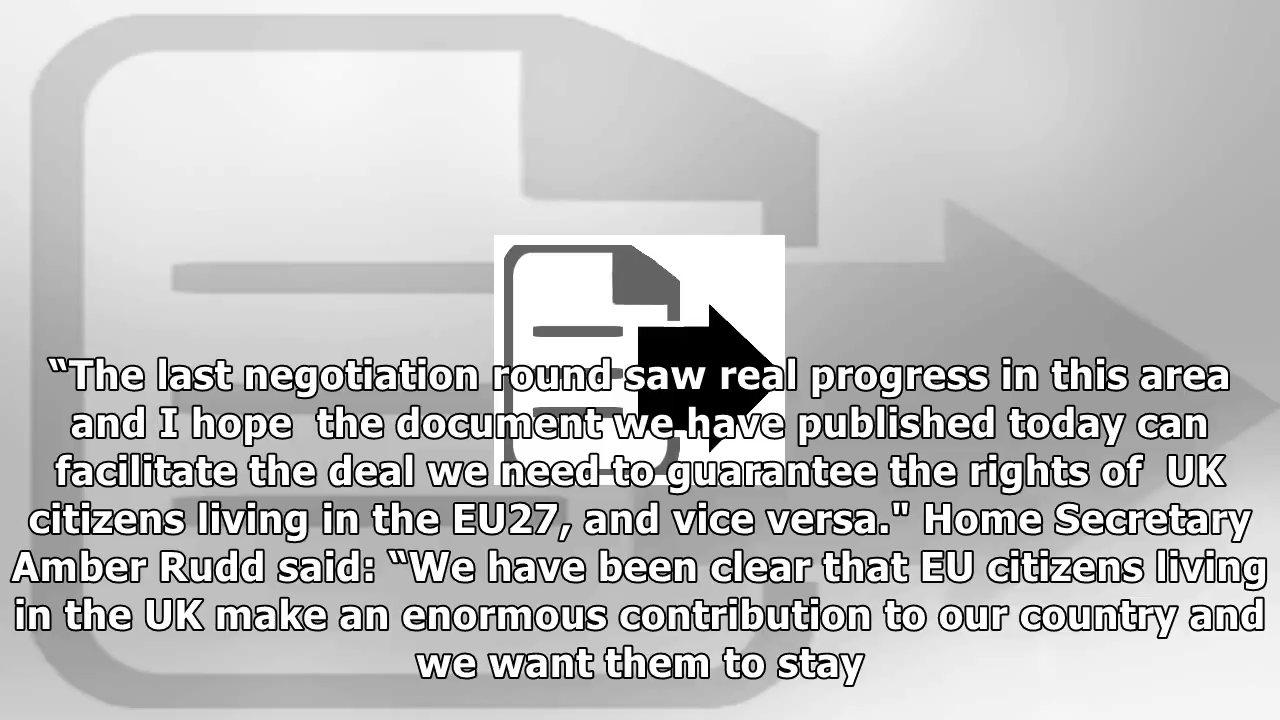 “The last negotiation round saw real progress in this area
and I hope  the document we have published today can
facilitate the deal we need to guarantee the rights of  UK
citizens living in the EU27, and vice versa." Home Secretary
Amber Rudd said: “We have been clear that EU citizens living
in the UK make an enormous contribution to our country and
we want them to stay